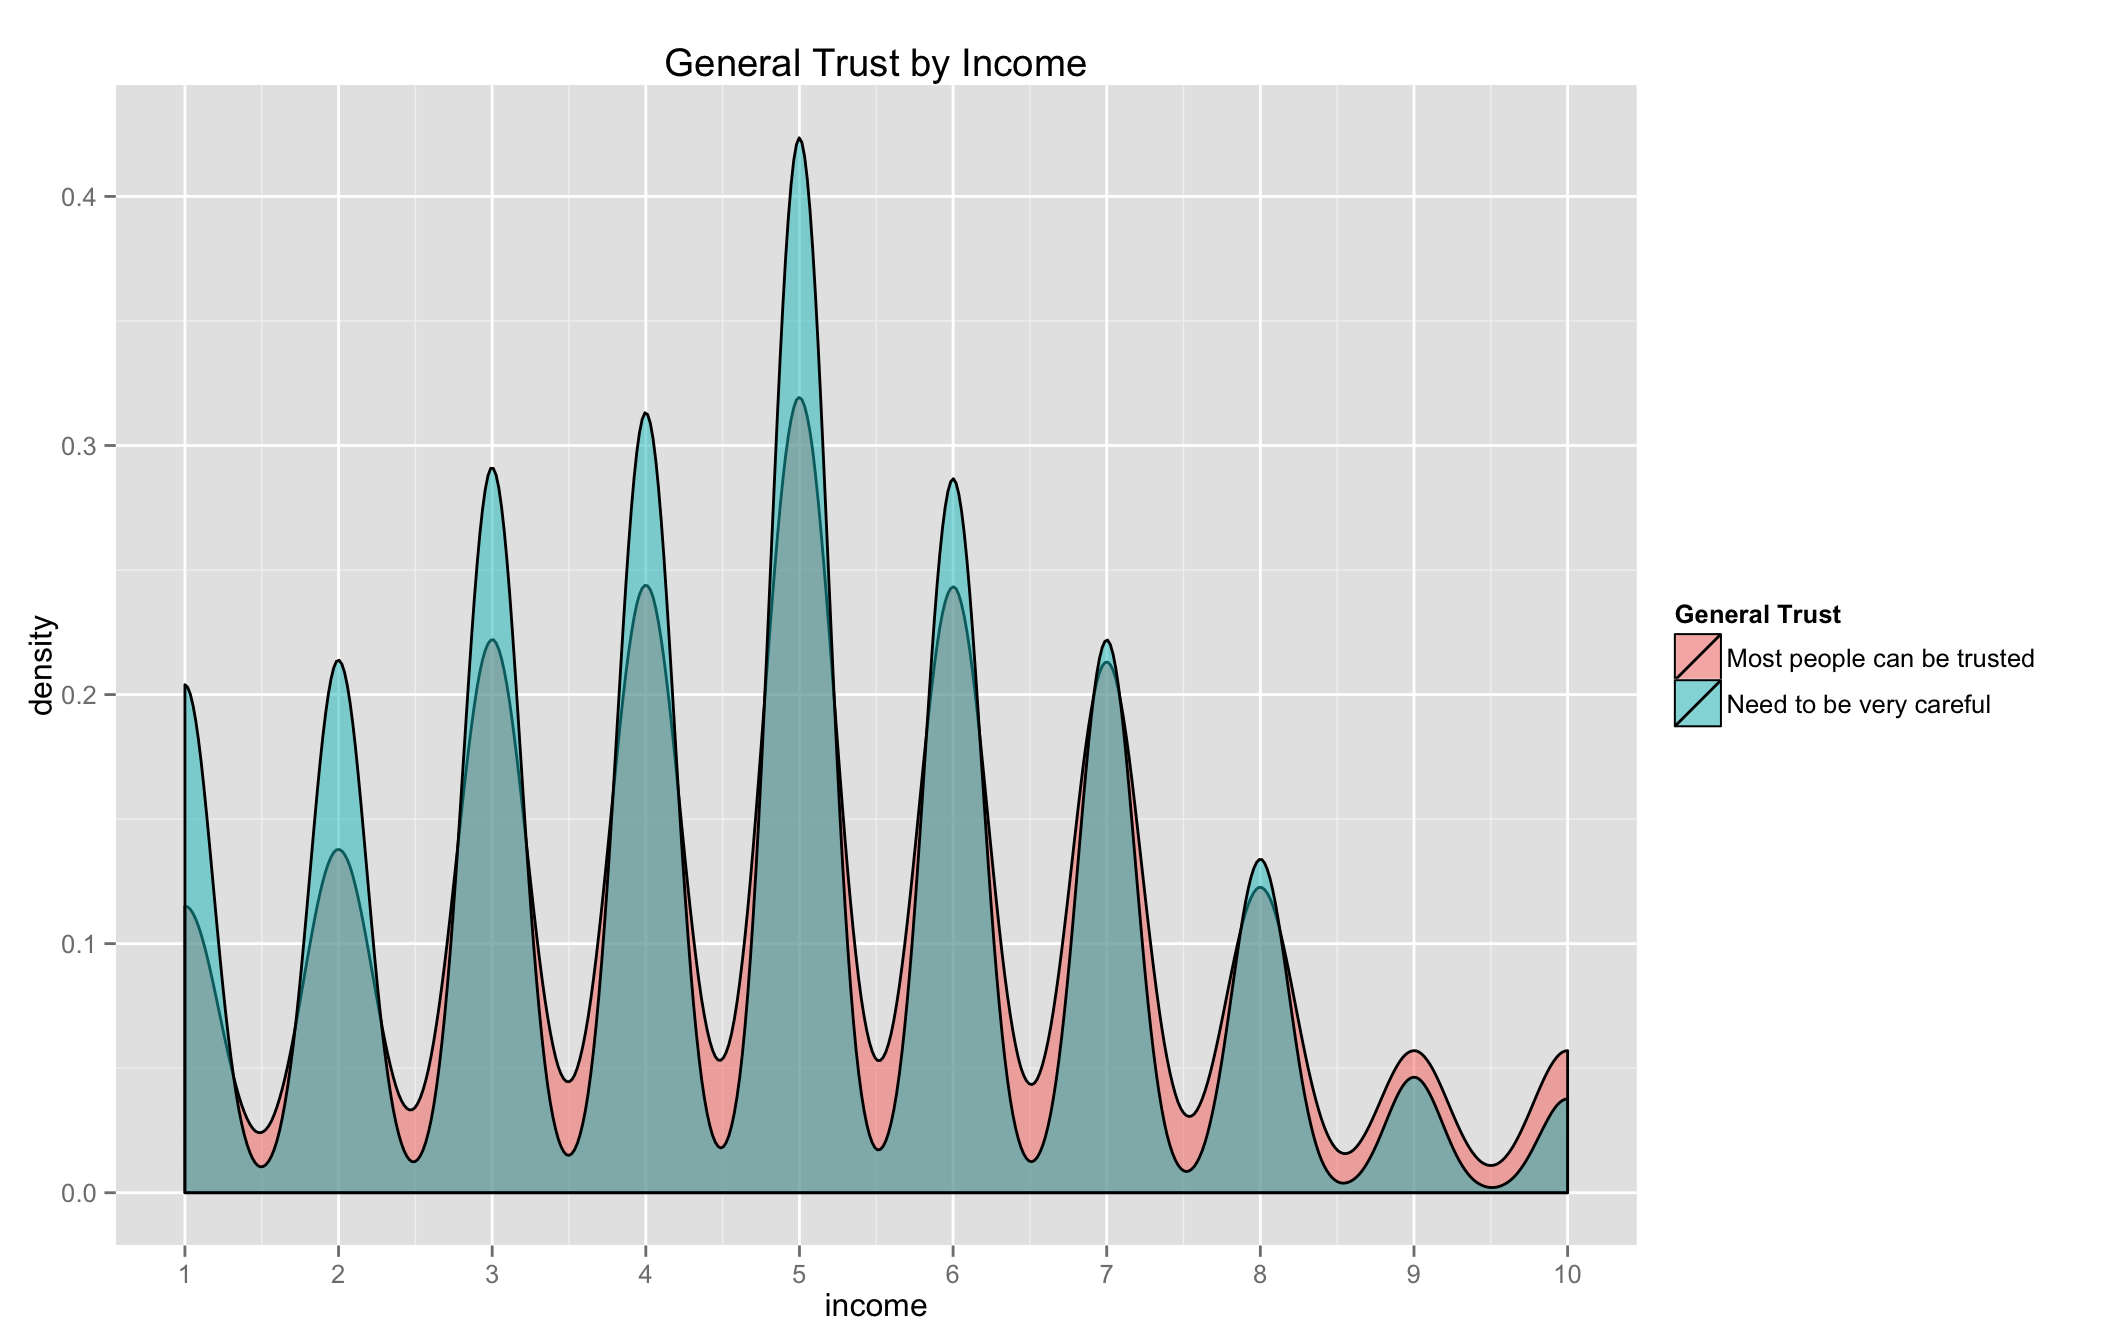 General Trust by Income
density
0.4
0.3
0.2
0.1
0.0
1 2 3 4 5 6 7 8 9 10
income
General Trust
Most people can be trusted
Need to be very careful